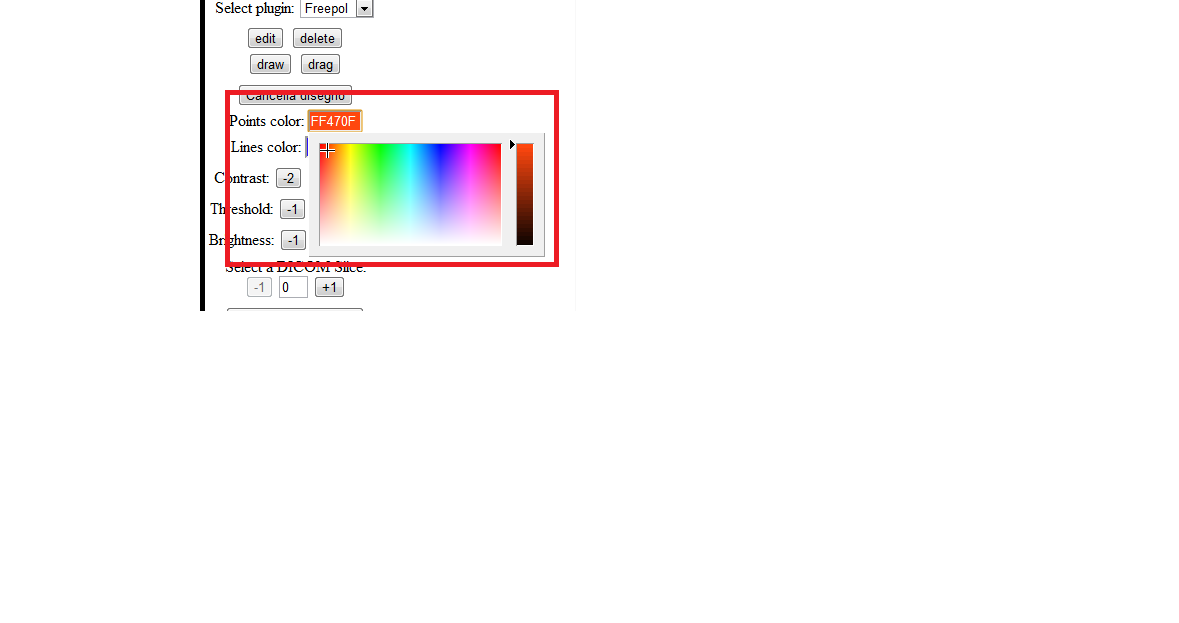 Select plugin: Freepol
edit delete
draw drag
Cancella disegno
Points color: FF470F
Lines color:
Contrast: -2
Threshold: -1
Brightness: -1
Select a DICOM Slice:
-1 0 +1